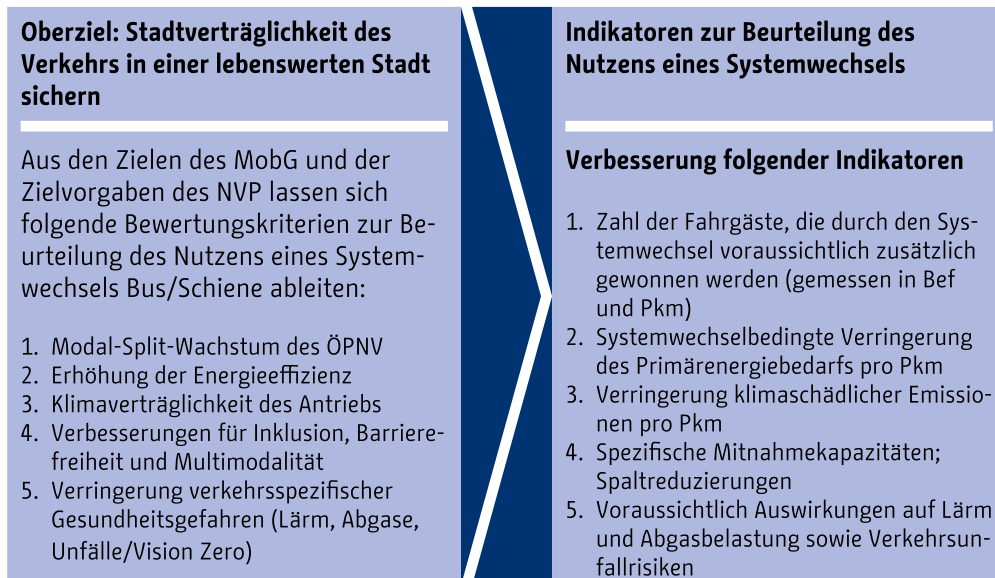 Oberziel: Stadtverträglichkeit des
Verkehrs in einer lebenswerten Stadt
sichern
Aus den Zielen des MobG und der
Zielvorgaben des NVP lassen sich
folgende Bewertungskriterien zur Be-
urteilung des Nutzens eines System-
wechsels Bus/Schiene ableiten:
1. Modal-Split-Wachstum des ÖPNV
2. Erhöhung der Energieeffizienz
3. Klimaverträglichkeit des Antriebs
4. Verbesserungen für Inklusion, Barriere-
freiheit und Multimodalität
5. Verringerung verkehrsspezifischer
Gesundheitsgefahren (Lärm, Abgase,
Unfälle/Vision Zero)
Indikatoren zur Beurteilung des
Nutzens eines Systemwechsels
Verbesserung folgender Indikatoren
1. Zahl der Fahrgäste, die durch den Sys-
temwechsel voraussichtlich zusätzlich
gewonnen werden (gemessen in Bef
und Pkm)
2. Systemwechselbedingte Verringerung
des Primärenergiebedarfs pro Pkm
3. Verringerung klimaschädlicher Emissio-
nen pro Pkm
4. Spezifische Mitnahmekapazitäten;
Spaltreduzierungen
5. Voraussichtlich Auswirkungen auf Lärm
und Abgasbelastung sowie Verkehrsun-
fallrisiken